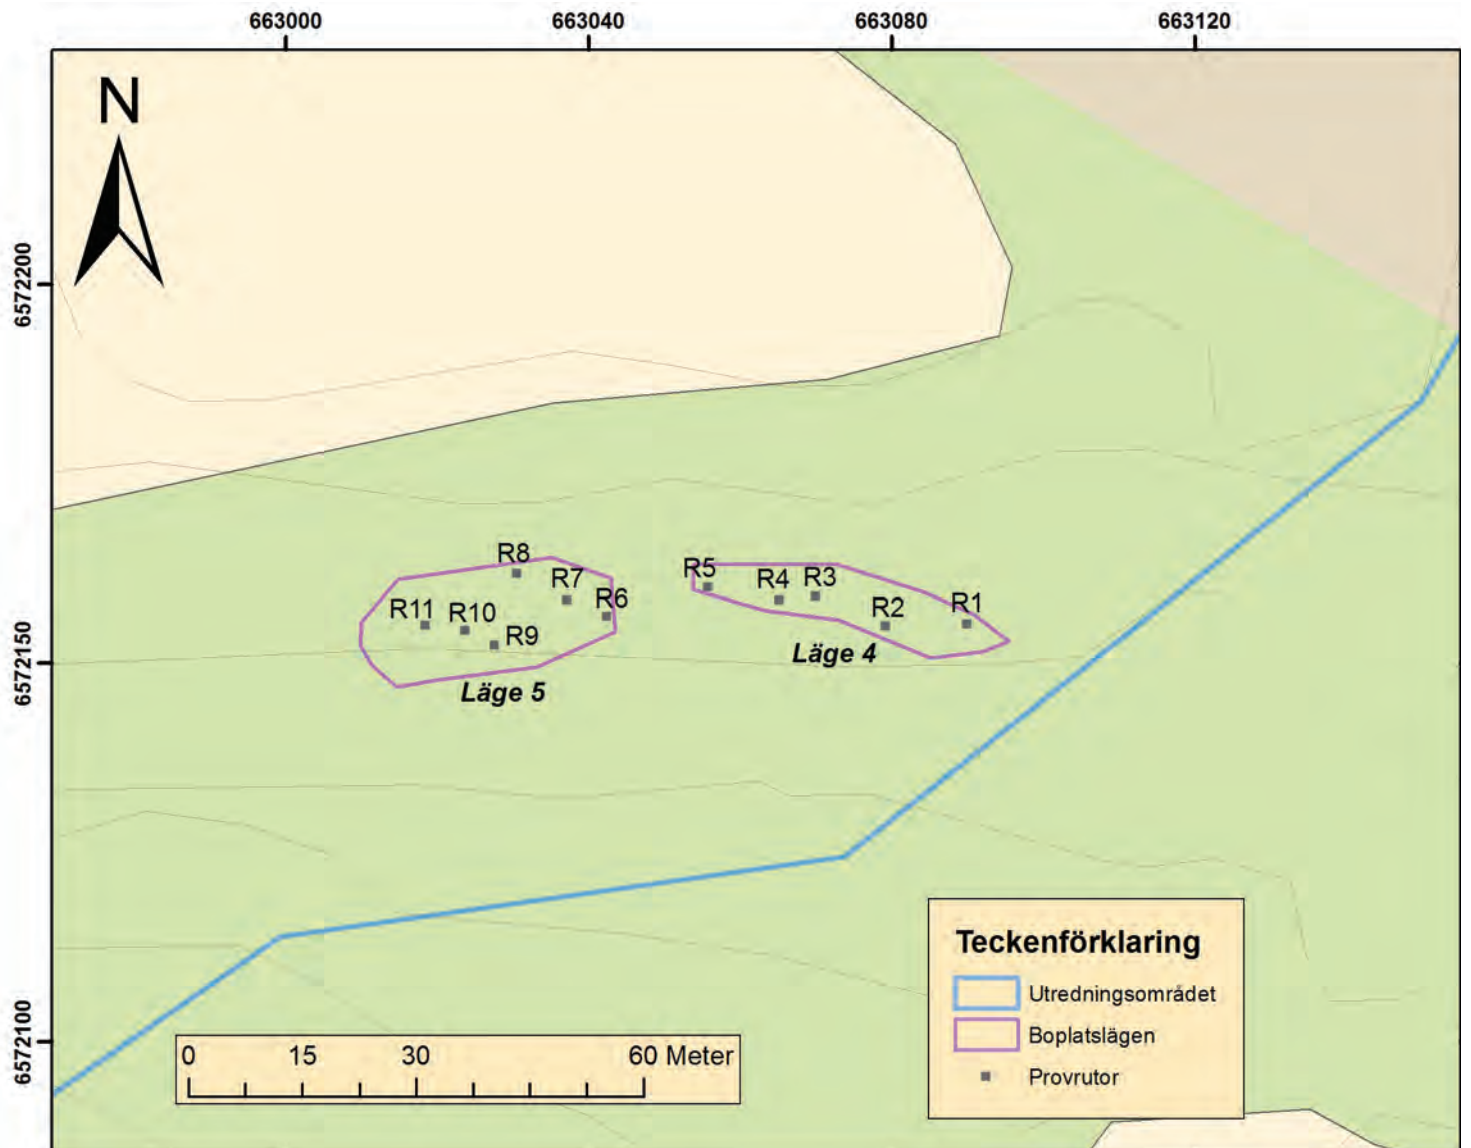 663000 663040 663080 663120
N
6572200
R8
R7
R6
R11
R10
R9
R5
R4
R3
R2
R1
Läge 4
Läge 5
6572150
6572100
0 15 30 60 Meter
Teckenförklaring
Utredningsområdet
Boplatslägen
Provrutor